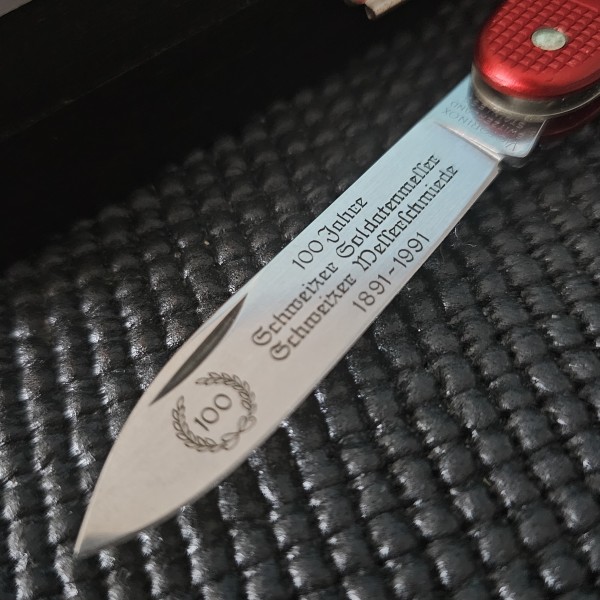 100 Jahre
Schweizer Soldatenmesser
Schweizer Messerschmiede
1891-1991
100